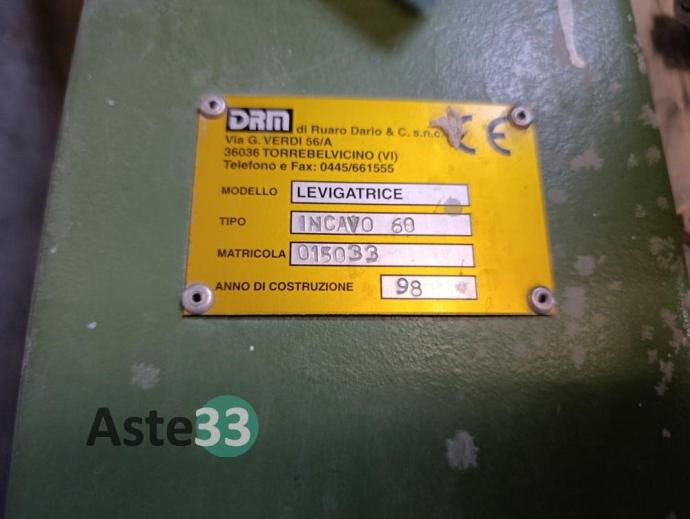 DRM di Ruaro Dario & C. s.n.c. CE
Via G. VERDI 56/A
36036 TORREBELVICINO (VI)
Telefono e Fax: 0445/661555
MODELLO LEVIGATRICE
TIPO INCAVO 60
MATRICOLA 015033
ANNO DI COSTRUZIONE 98
Aste33